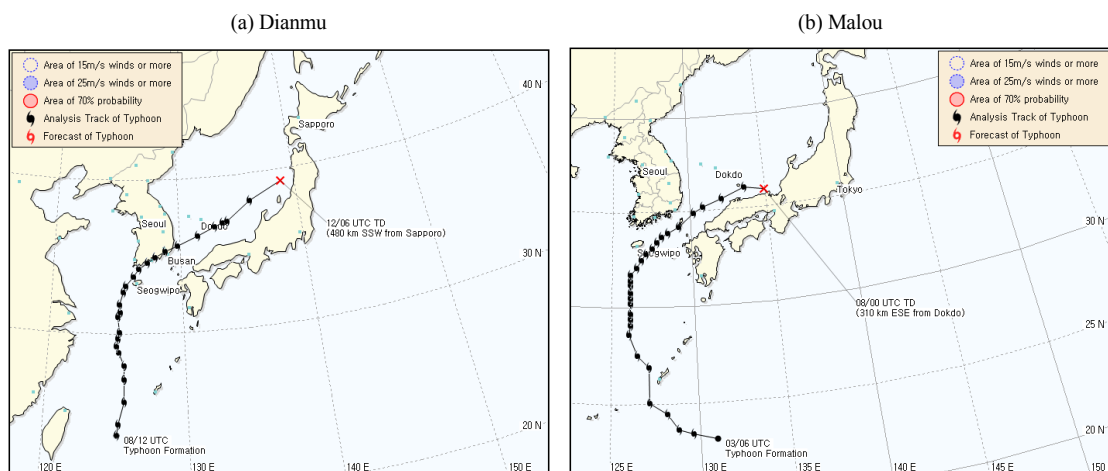 (a) Dianmu
Area of 15m/s winds or more
Area of 25m/s winds or more
Area of 70% probability
Analysis Track of Typhoon
Forecast of Typhoon
40 N
Sapporo
12/06 UTC TD
(480 km SSW from Sapporo)
Seoul
Dokdo
Busan
Seogwipo
30 N
20 N
08/12 UTC
Typhoon Formation
120 E
130 E
140 E
150 E
(b) Malou
Area of 15m/s winds or more
Area of 25m/s winds or more
Area of 70% probability
Analysis Track of Typhoon
Forecast of Typhoon
40 N
Seoul
Dokdo
Tokyo
35 N
Seogwipo
30 N
08/00 UTC TD
(310 km ESE from Dokdo)
25 N
20 N
03/06 UTC
Typhoon Formation
125 E
130 E
135 E
140 E
145 E
150